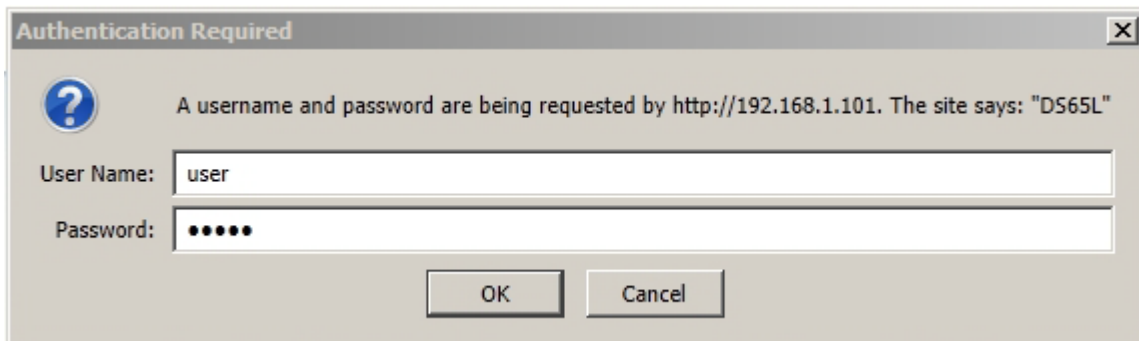 Authentication Required
A username and password are being requested by http://192.168.1.101. The site says: "DS65L"
User Name: user
Password: •••••
OK Cancel